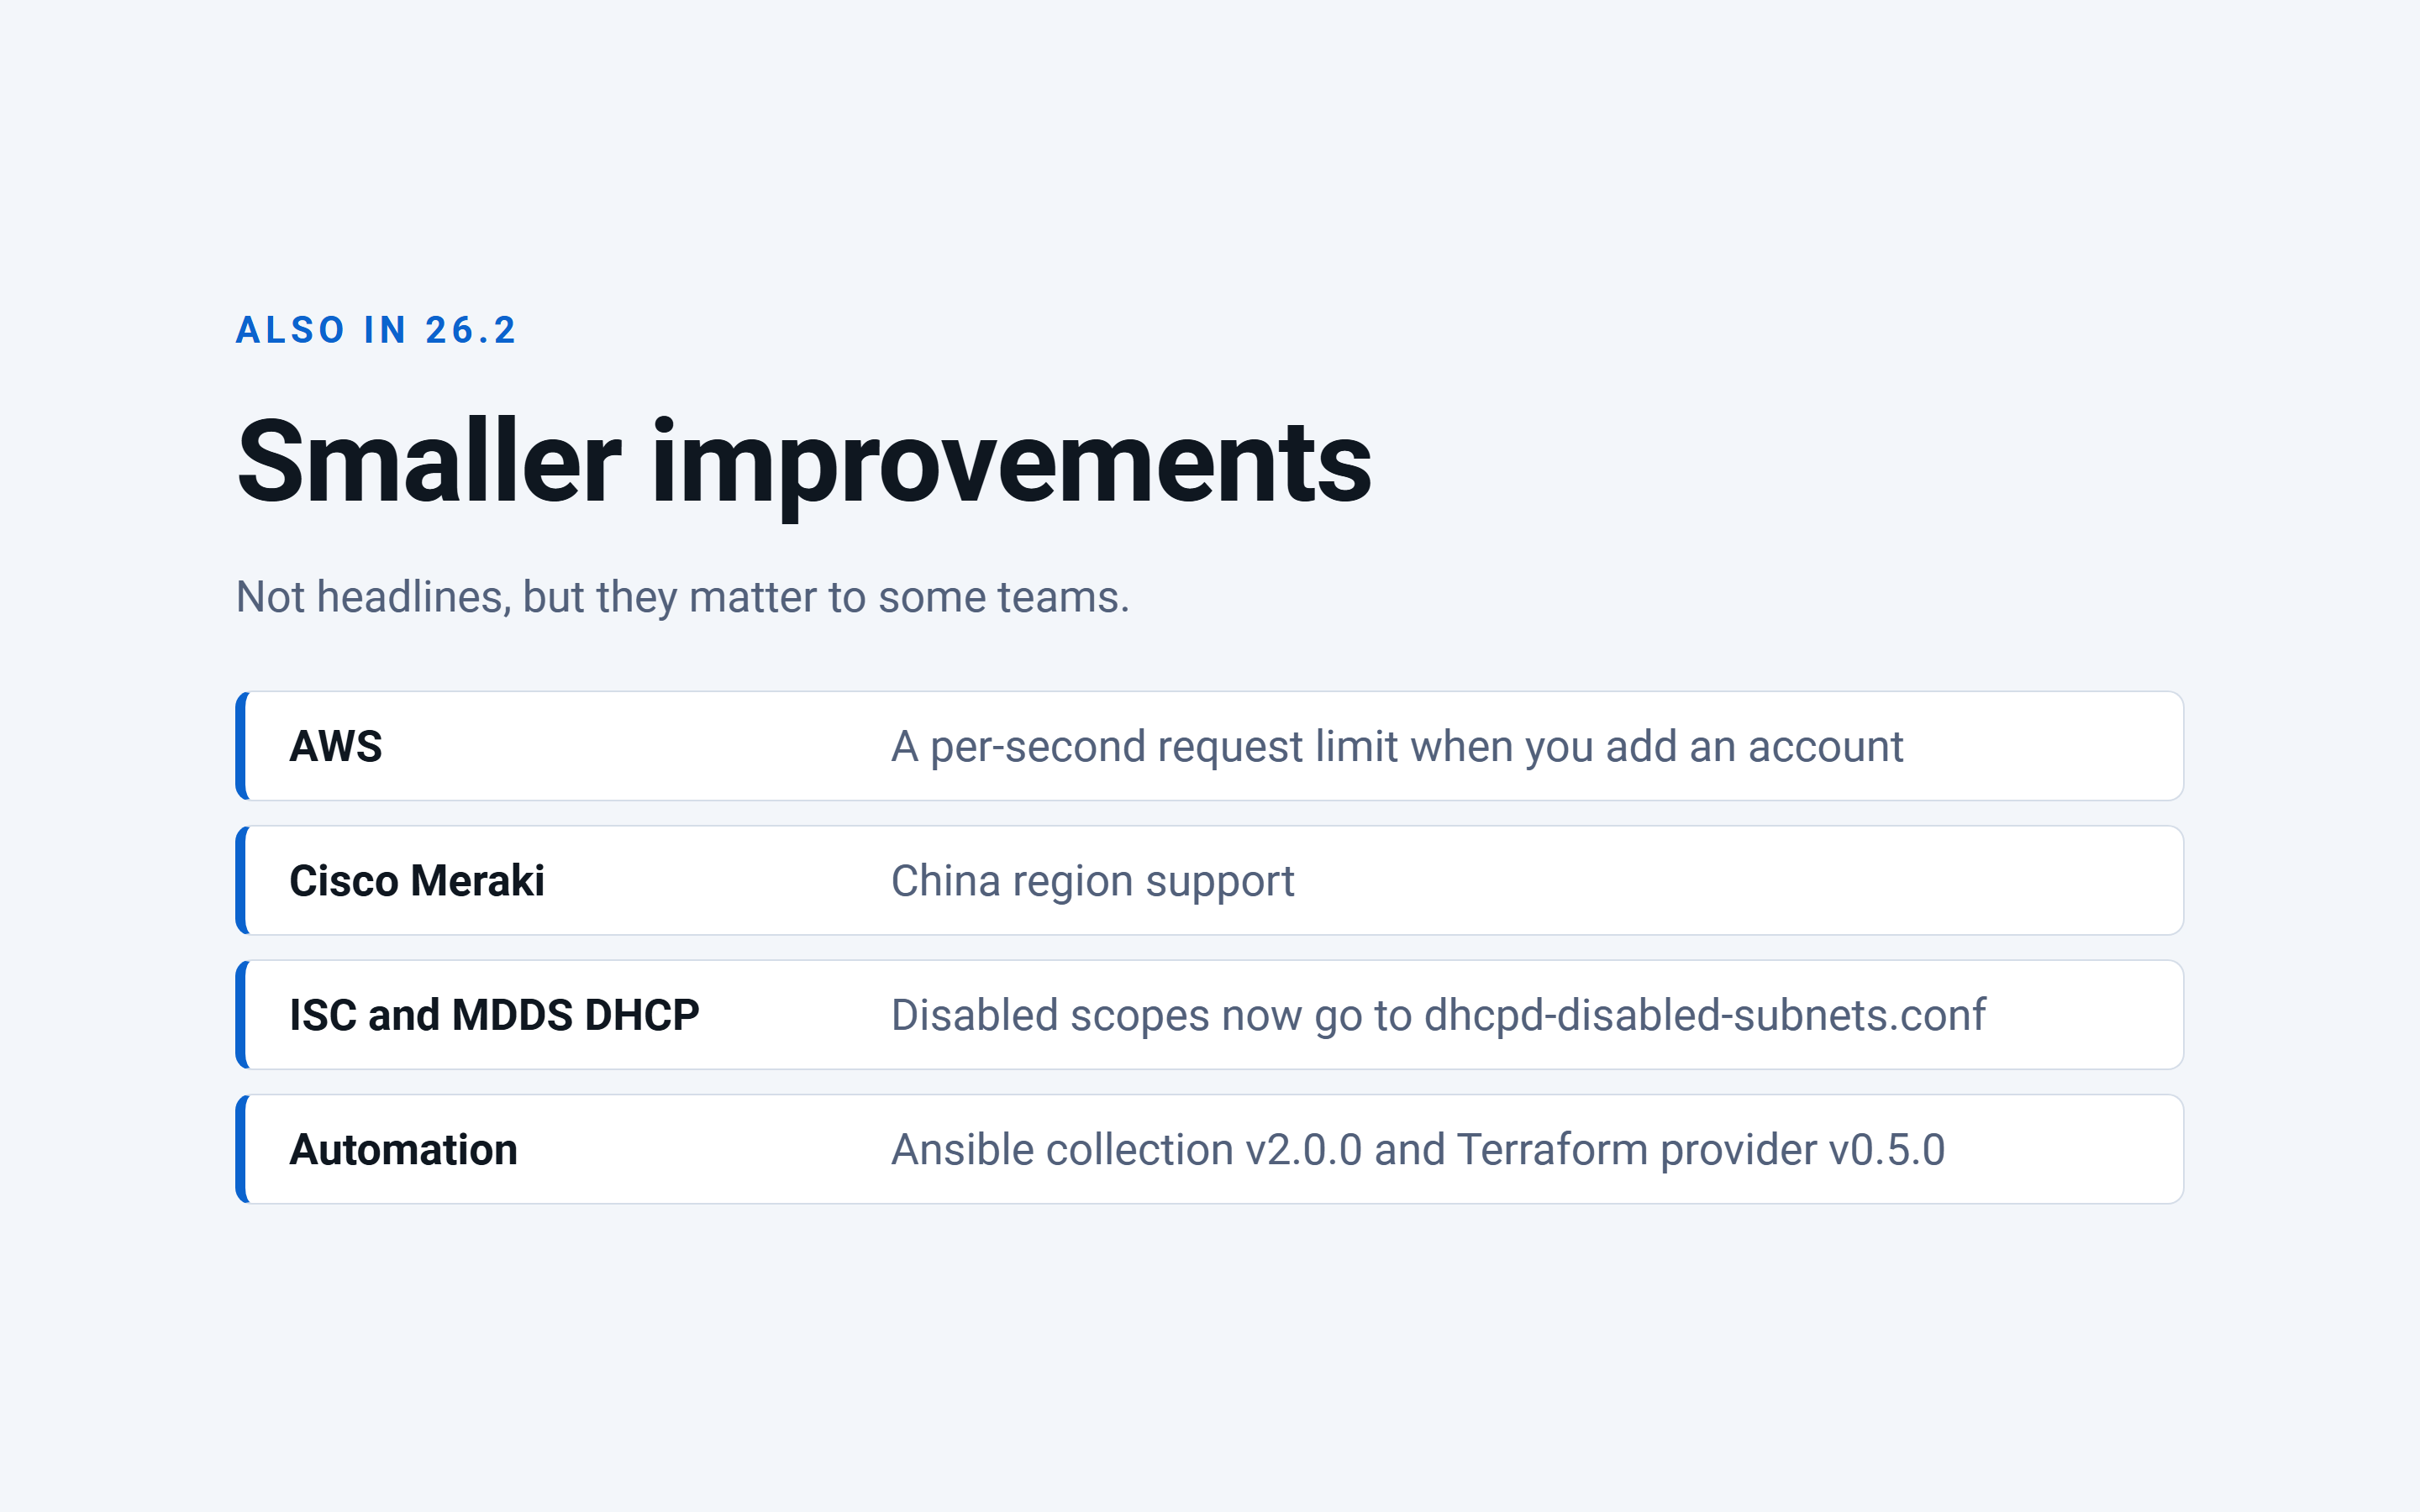 ALSO IN 26.2
Smaller improvements
Not headlines, but they matter to some teams.
AWS A per-second request limit when you add an account
Cisco Meraki China region support
ISC and MDDS DHCP Disabled scopes now go to dhcpd-disabled-subnets.conf
Automation Ansible collection v2.0.0 and Terraform provider v0.5.0